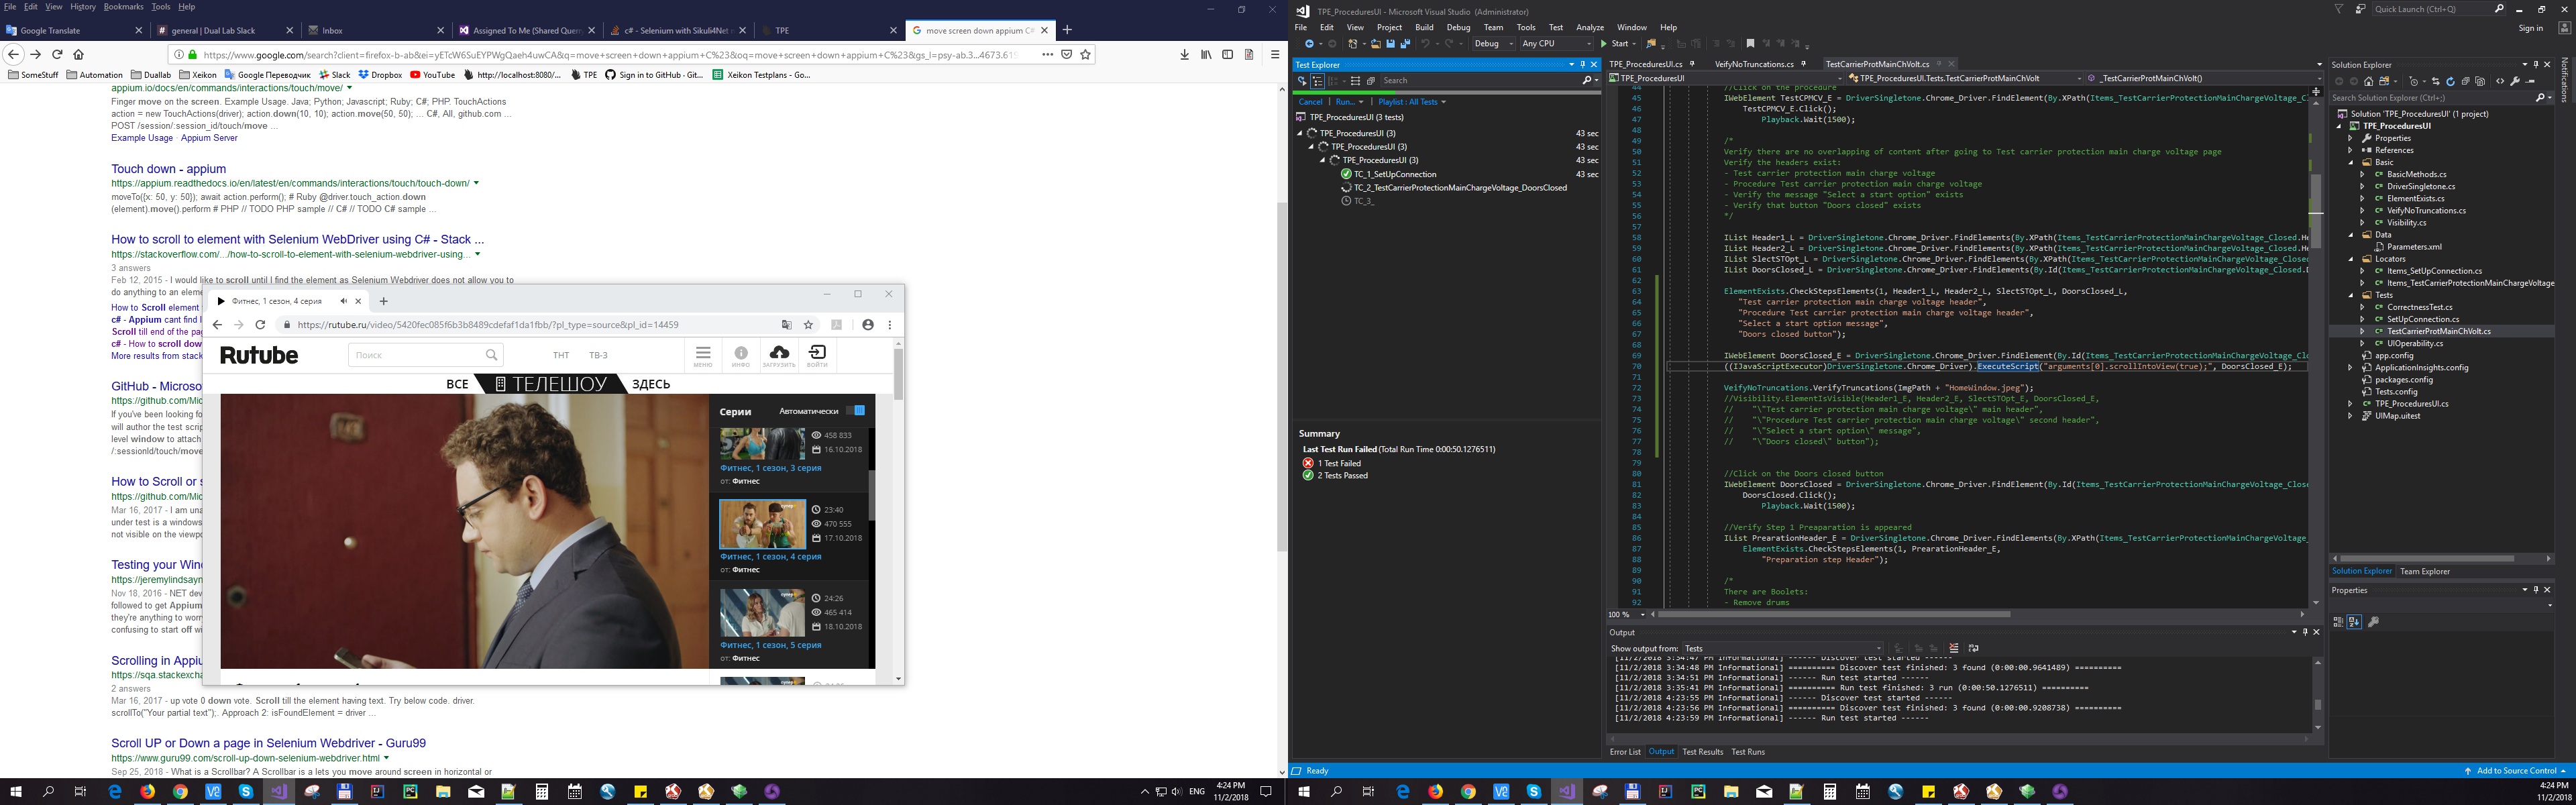 File Edit View History Bookmarks Tools Help
Google Translate
general | Dual Lab Slack
Inbox
Assigned To Me (Shared Quer
c# - Selenium with Sikuli4Net
TPE
move screen down appium C#
https://www.google.com/search?client=firefox-b-ab&ei=yETcW6SuEYPWgQaeh4uwCA&q=move+screen+down+appium+C%23&oq=move+screen+down+appium+C%23&gs_l=psy-ab.3...4673.61
SomeStuff Automation Duallab Xeikon Google Переводчик Slack Dropbox YouTube http://localhost:8080/... TPE Sign in to GitHub · Git... Xeikon Testplans - Go...
appium.io/docs/en/commands/interactions/touch/move/
Finger move on the screen. Example Usage. Java; Python; Javascript; Ruby; C#; PHP. TouchActions
action = new TouchActions(driver); action.down(10, 10); action.move(50, 50); ... C#, All, github.com ...
POST /session/:session_id/touch/move ...
Example Usage · Appium Server
Touch down - appium
https://appium.readthedocs.io/en/latest/en/commands/interactions/touch/touch-down/
moveTo({x: 50, y: 50}); await action.perform(); # Ruby @driver.touch_action.down
(element).move().perform # PHP // TODO PHP sample // C# // TODO C# sample ...
How to scroll to element with Selenium WebDriver using C# - Stack ...
https://stackoverflow.com/.../how-to-scroll-to-element-with-selenium-webdriver-using...
3 answers
Feb 12, 2015 - I would like to scroll until I find the element as Selenium Webdriver does not allow you to
do anything to an elem
How to Scroll element
c# - Appium cant find l
Scroll till end of the pag
c# - How to scroll down
More results from stack
GitHub - Microso
https://github.com/Mic
If you've been looking fo
will author the test scrip
level window to attach
/:sessionId/touch/move
How to Scroll or s
https://github.com/Mic
Mar 16, 2017 - I am una
under test is a windows
not visible on the viewpo
Testing your Wind
https://jeremylindsayn
Nov 18, 2016 - .NET dev
followed to get Appium
they're anything to worr
confusing to start off wi
Scrolling in Appiu
https://sqa.stackexcha
2 answers
Mar 16, 2017 - up vote 0 down vote. Scroll till the element having text. Try below code. driver.
scrollTo("Your partial text");. Approach 2: isFoundElement = driver ...
Scroll UP or Down a page in Selenium Webdriver - Guru99
https://www.guru99.com/scroll-up-down-selenium-webdriver.html
Sep 25, 2018 - What is a Scrollbar? A Scrollbar is a lets you move around screen in horizontal or
Фитнес, 1 сезон, 4 серия
https://rutube.ru/video/5420fec085f6b3b8489cdefaf1da1fbb/?pl_type=source&pl_id=14459
Rutube
Поиск
ТНТ ТВ-3
МЕНЮ ИНФО ЗАГРУЗИТЬ ВОЙТИ
ВСЕ ТЕЛЕШОУ ЗДЕСЬ
Серии Автоматически
458 833
16.10.2018
Фитнес, 1 сезон, 3 серия
от: Фитнес
23:40
470 555
17.10.2018
Фитнес, 1 сезон, 4 серия
от: Фитнес
24:26
465 414
18.10.2018
Фитнес, 1 сезон, 5 серия
от: Фитнес
ENG
4:24 PM
11/2/2018
TPE_ProceduresUI - Microsoft Visual Studio (Administrator)
Quick Launch (Ctrl+Q)
File Edit View Project Build Debug Team Tools Test Analyze Window Help
Sign in
Debug Any CPU Start
Test Explorer
Search
Cancel | Run... | Playlist : All Tests
TPE_ProceduresUI (3 tests)
TPE_ProceduresUI (3) 43 sec
TPE_ProceduresUI (3) 43 sec
TPE_ProceduresUI (3) 43 sec
TC_1_SetUpConnection 43 sec
TC_2_TestCarrierProtectionMainChargeVoltage_DoorsClosed
TC_3_
Summary
Last Test Run Failed (Total Run Time 0:00:50.1276511)
1 Test Failed
2 Tests Passed
TPE_ProceduresUI.cs VeifyNoTruncations.cs TestCarrierProtMainChVolt.cs
TPE_ProceduresUI TPE_ProceduresUI.Tests.TestCarrierProtMainChVolt _TestCarrierProtMainChVolt()
44 //Click on the procedure
45 IWebElement TestCPMCV_E = DriverSingletone.Chrome_Driver.FindElement(By.XPath(Items_TestCarrierProtectionMainChargeVoltage_C
46 TestCPMCV_E.Click();
47 Playback.Wait(1500);
48
49 /*
50 Verify there are no overlapping of content after going to Test carrier protection main charge voltage page
51 Verify the headers exist:
52 - Test carrier protection main charge voltage
53 - Procedure Test carrier protection main charge voltage
54 - Verify the message "Select a start option" exists
55 - Verify that button "Doors closed" exists
56 */
57
58 IList Header1_L = DriverSingletone.Chrome_Driver.FindElements(By.XPath(Items_TestCarrierProtectionMainChargeVoltage_Closed.He
59 IList Header2_L = DriverSingletone.Chrome_Driver.FindElements(By.XPath(Items_TestCarrierProtectionMainChargeVoltage_Closed.He
60 IList SlectSTOpt_L = DriverSingletone.Chrome_Driver.FindElements(By.XPath(Items_TestCarrierProtectionMainChargeVoltage_Closed
61 IList DoorsClosed_L = DriverSingletone.Chrome_Driver.FindElements(By.Id(Items_TestCarrierProtectionMainChargeVoltage_Closed.D
62
63 ElementExists.CheckStepsElements(1, Header1_L, Header2_L, SlectSTOpt_L, DoorsClosed_L,
64 "Test carrier protection main charge voltage header",
65 "Procedure Test carrier protection main charge voltage header",
66 "Select a start option message",
67 "Doors closed button");
68
69 IWebElement DoorsClosed_E = DriverSingletone.Chrome_Driver.FindElement(By.Id(Items_TestCarrierProtectionMainChargeVoltage_Clo
70 ((IJavaScriptExecutor)DriverSingletone.Chrome_Driver).ExecuteScript("arguments[0].scrollIntoView(true);", DoorsClosed_E);
71
72 VeifyNoTruncations.VerifyTruncations(ImgPath + "HomeWindow.jpeg");
73 //Visibility.ElementIsVisible(Header1_E, Header2_E, SlectSTOpt_E, DoorsClosed_E,
74 // "\"Test carrier protection main charge voltage\" main header",
75 // "\"Procedure Test carrier protection main charge voltage\" second header",
76 // "\"Select a start option\" message",
77 // "\"Doors closed\" button");
78
79
80 //Click on the Doors closed button
81 IWebElement DoorsClosed = DriverSingletone.Chrome_Driver.FindElement(By.Id(Items_TestCarrierProtectionMainChargeVoltage_Close
82 DoorsClosed.Click();
83 Playback.Wait(1500);
84
85 //Verify Step 1 Preaparation is appeared
86 IList PrearationHeader_E = DriverSingletone.Chrome_Driver.FindElements(By.XPath(Items_TestCarrierProtectionMainChargeVoltage_
87 ElementExists.CheckStepsElements(1, PrearationHeader_E,
88 "Preparation step Header");
89
90 /*
91 There are Boolets:
92 - Remove drums
100 %
Output
Show output from: Tests
[11/2/2018 3:34:47 PM Informational] ------ Discover test started ------
[11/2/2018 3:34:48 PM Informational] ========== Discover test finished: 3 found (0:00:00.9641489) ==========
[11/2/2018 3:34:51 PM Informational] ------ Run test started ------
[11/2/2018 3:35:41 PM Informational] ========== Run test finished: 3 run (0:00:50.1276511) ==========
[11/2/2018 4:23:55 PM Informational] ------ Discover test started ------
[11/2/2018 4:23:56 PM Informational] ========== Discover test finished: 3 found (0:00:00.9208738) ==========
[11/2/2018 4:23:59 PM Informational] ------ Run test started ------
Error List Output Test Results Test Runs
Solution Explorer
Search Solution Explorer (Ctrl+;)
Solution 'TPE_ProceduresUI' (1 project)
TPE_ProceduresUI
Properties
References
Basic
BasicMethods.cs
DriverSingletone.cs
ElementExists.cs
VeifyNoTruncations.cs
Visibility.cs
Data
Parameters.xml
Locators
Items_SetUpConnection.cs
Items_TestCarrierProtectionMainChargeVoltage
Tests
CorrectnessTest.cs
SetUpConnection.cs
TestCarrierProtMainChVolt.cs
UIOperability.cs
app.config
ApplicationInsights.config
packages.config
Tests.config
TPE_ProceduresUI.cs
UIMap.uitest
Solution Explorer Team Explorer
Properties
Notifications
Ready
Add to Source Control
4:24 PM
11/2/2018